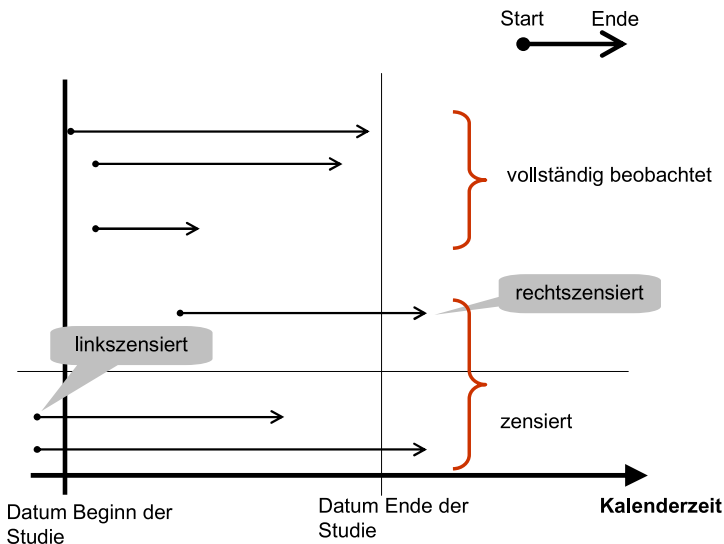 Start Ende
vollständig beobachtet
rechtszensiert
linkszensiert
zensiert
Datum Beginn der
Studie
Datum Ende der
Studie
Kalenderzeit